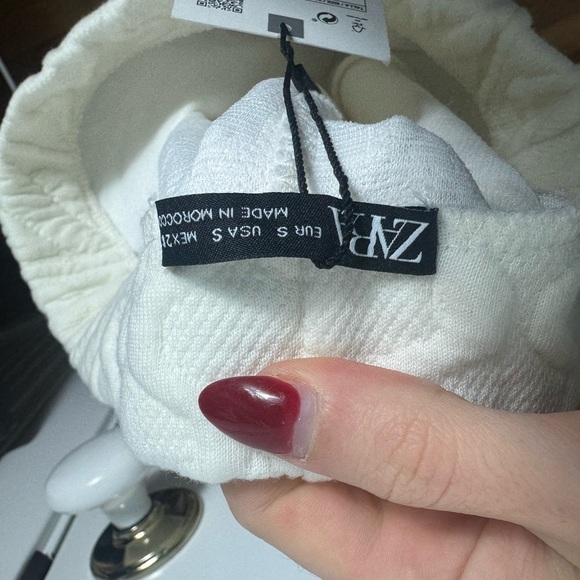 ZARA
EUR S USA S MEX 2
MADE IN MOROCCO